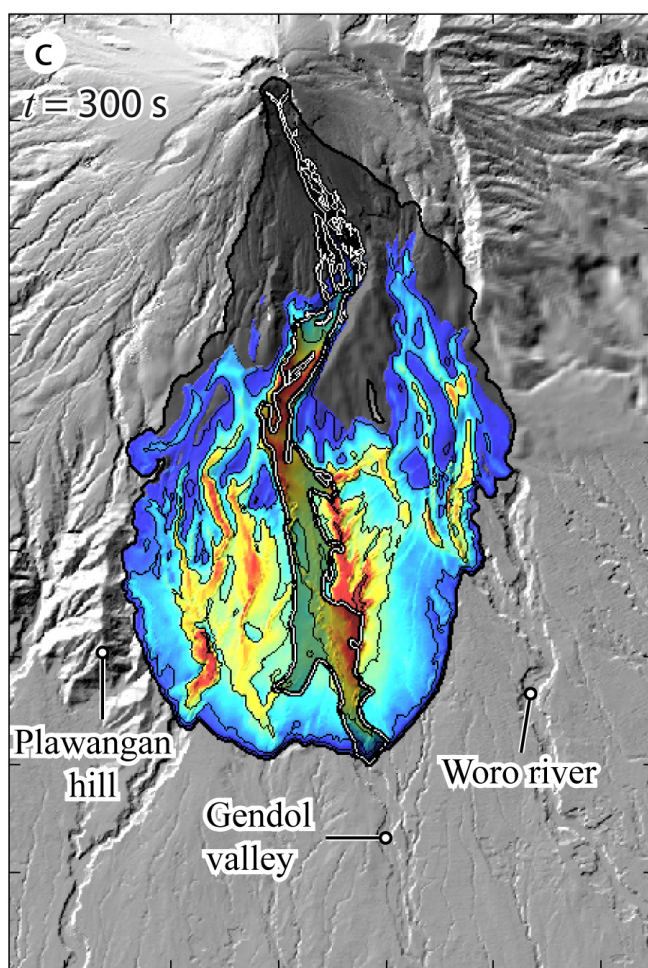 c
t = 300 s
Plawangan
hill
Woro river
Gendol
valley